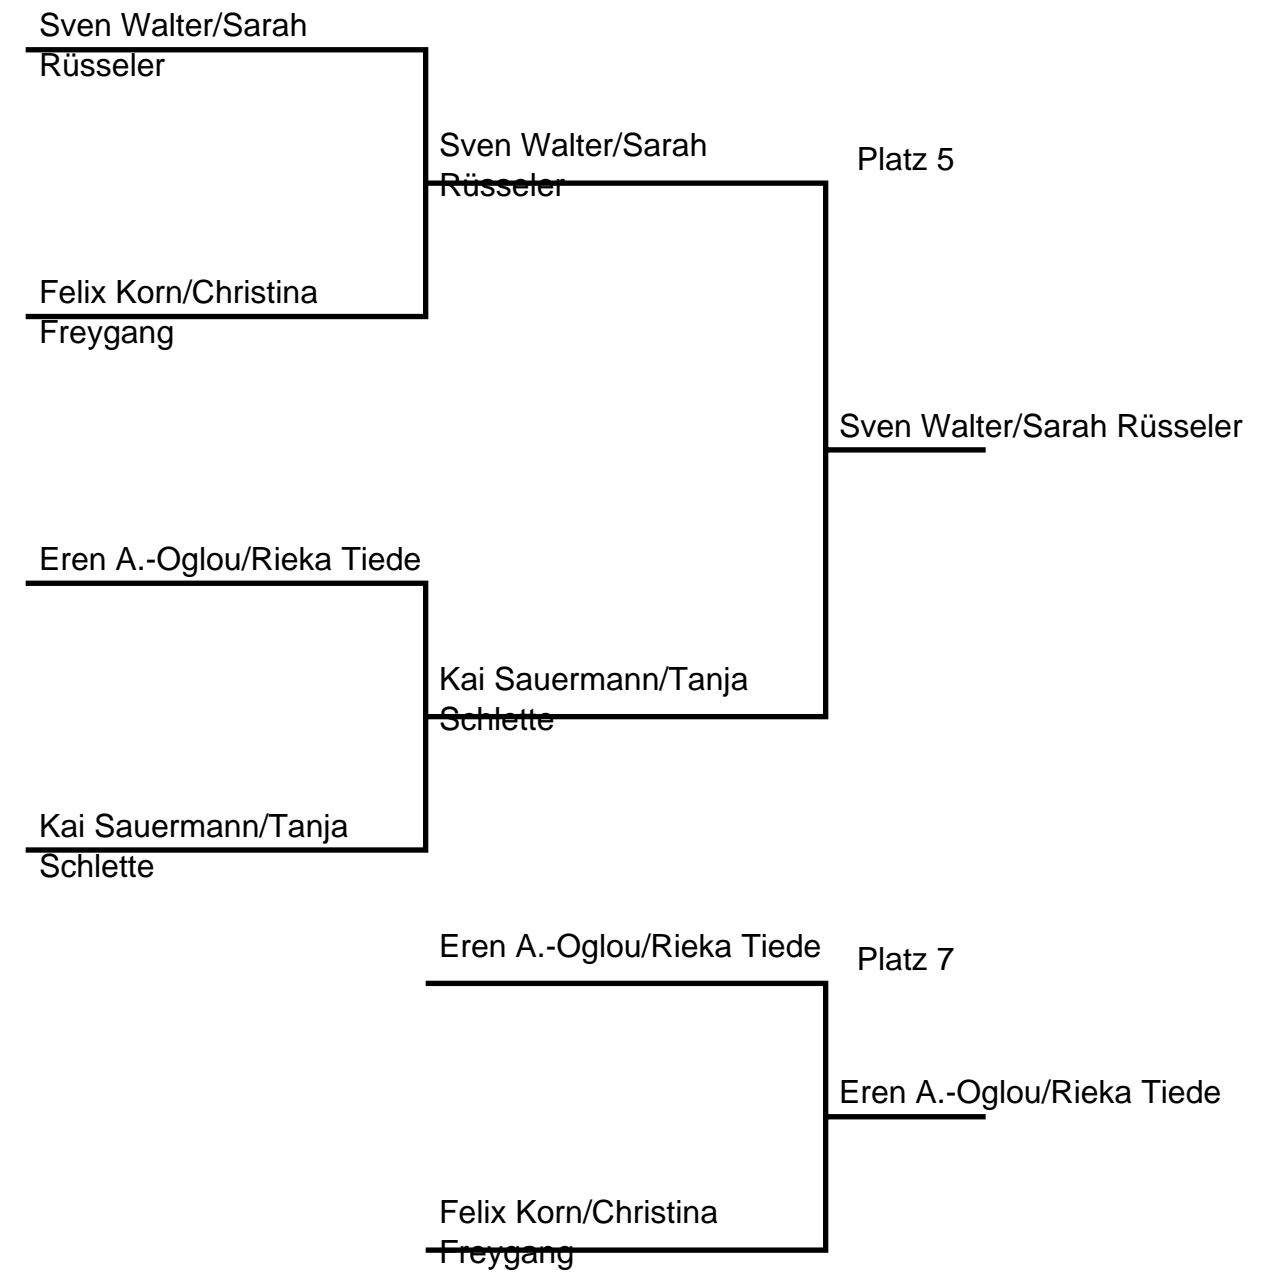 Sven Walter/Sarah
Rüsseler
Sven Walter/Sarah
Rüsseler
Platz 5
Felix Korn/Christina
Freygang
Sven Walter/Sarah Rüsseler
Eren A.-Oglou/Rieka Tiede
Kai Sauermann/Tanja
Schlette
Kai Sauermann/Tanja
Schlette
Eren A.-Oglou/Rieka Tiede
Platz 7
Eren A.-Oglou/Rieka Tiede
Felix Korn/Christina
Freygang